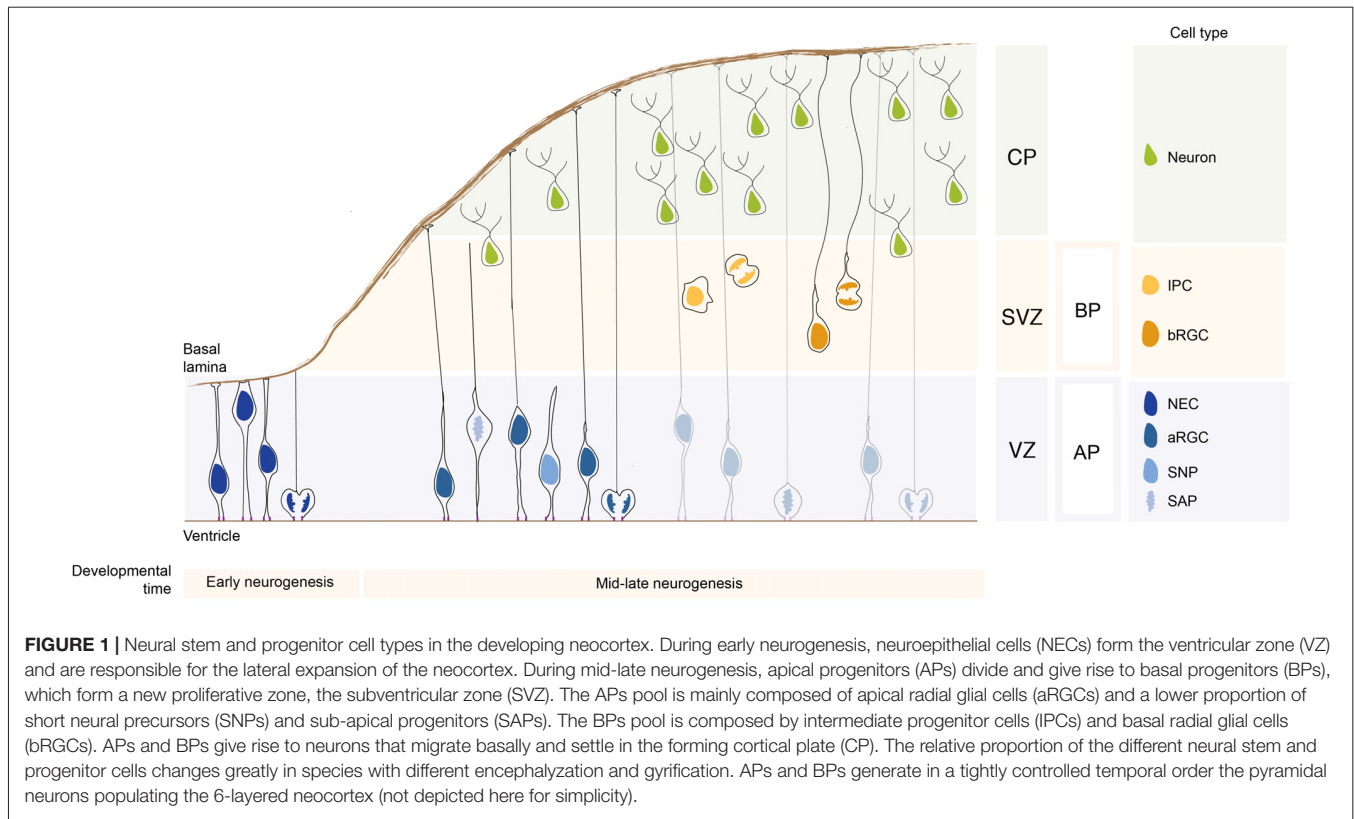 Cell type
CP
Neuron
SVZ
BP
IPC
bRGC
Basal
lamina
VZ
AP
NEC
aRGC
SNP
SAP
Ventricle
Developmental
time
Early neurogenesis
Mid-late neurogenesis
FIGURE 1 | Neural stem and progenitor cell types in the developing neocortex. During early neurogenesis, neuroepithelial cells (NECs) form the ventricular zone (VZ)
and are responsible for the lateral expansion of the neocortex. During mid-late neurogenesis, apical progenitors (APs) divide and give rise to basal progenitors (BPs),
which form a new proliferative zone, the subventricular zone (SVZ). The APs pool is mainly composed of apical radial glial cells (aRGCs) and a lower proportion of
short neural precursors (SNPs) and sub-apical progenitors (SAPs). The BPs pool is composed by intermediate progenitor cells (IPCs) and basal radial glial cells
(bRGCs). APs and BPs give rise to neurons that migrate basally and settle in the forming cortical plate (CP). The relative proportion of the different neural stem and
progenitor cells changes greatly in species with different encephalyzation and gyrification. APs and BPs generate in a tightly controlled temporal order the pyramidal
neurons populating the 6-layered neocortex (not depicted here for simplicity).